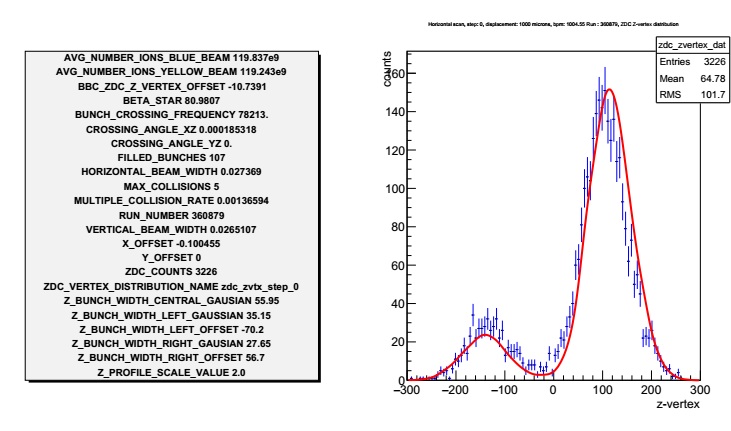 Horizontal scan, step 0, displacement: 1000 microns, bpm: 1004.55 Run : 360879, ZDC Z-vertex distribution
AVG_NUMBER_IONS_BLUE_BEAM 119.837e9
AVG_NUMBER_IONS_YELLOW_BEAM 119.243e9
BBC_ZDC_Z_VERTEX_OFFSET -10.7391
BETA_STAR 80.9807
BUNCH_CROSSING_FREQUENCY 78213.
CROSSING_ANGLE_XZ 0.000185318
CROSSING_ANGLE_YZ 0.
FILLED_BUNCHES 107
HORIZONTAL_BEAM_WIDTH 0.027369
MAX_COLLISIONS 5
MULTIPLE_COLLISION_RATE 0.00136594
RUN_NUMBER 360879
VERTICAL_BEAM_WIDTH 0.0265107
X_OFFSET -0.100455
Y_OFFSET 0
ZDC_COUNTS 3226
ZDC_VERTEX_DISTRIBUTION_NAME zdc_zvtx_step_0
Z_BUNCH_WIDTH_CENTRAL_GAUSIAN 55.95
Z_BUNCH_WIDTH_LEFT_GAUSSIAN 35.15
Z_BUNCH_WIDTH_LEFT_OFFSET -70.2
Z_BUNCH_WIDTH_RIGHT_GAUSIAN 27.65
Z_BUNCH_WIDTH_RIGHT_OFFSET 56.7
Z_PROFILE_SCALE_VALUE 2.0
zdc_zvertex_dat
Entries 3226
Mean 64.78
RMS 101.7
counts
160
140
120
100
80
60
40
20
0
−300 −200 −100 0 100 200 300
z-vertex